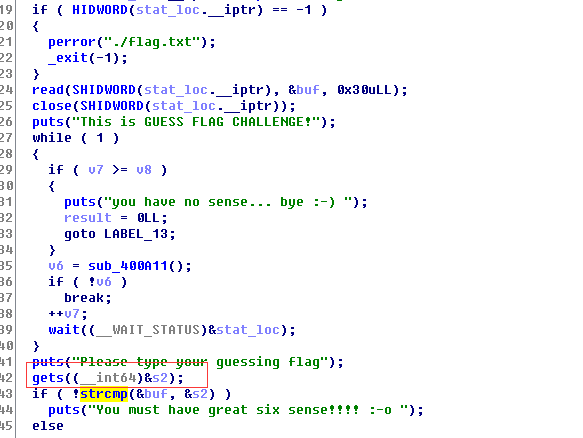 19 if ( HIDWORD(stat_loc.__iptr) == -1 )
20 {
21 perror("./flag.txt");
22 _exit(-1);
23 }
24 read(SHIDWORD(stat_loc.__iptr), &buf, 0x30uLL);
25 close(SHIDWORD(stat_loc.__iptr));
26 puts("This is GUESS FLAG CHALLENGE!");
27 while ( 1 )
28 {
29 if ( v7 >= v8 )
30 {
31 puts("you have no sense... bye :-) ");
32 result = 0LL;
33 goto LABEL_13;
34 }
35 v6 = sub_400A11();
36 if ( !v6 )
37 break;
38 ++v7;
39 wait((__WAIT_STATUS)&stat_loc);
40 }
41 puts("Please type your guessing flag");
42 gets((__int64)&s2);
43 if ( !strcmp(&buf, &s2) )
44 puts("You must have great six sense!!!! :-o ");
45 else